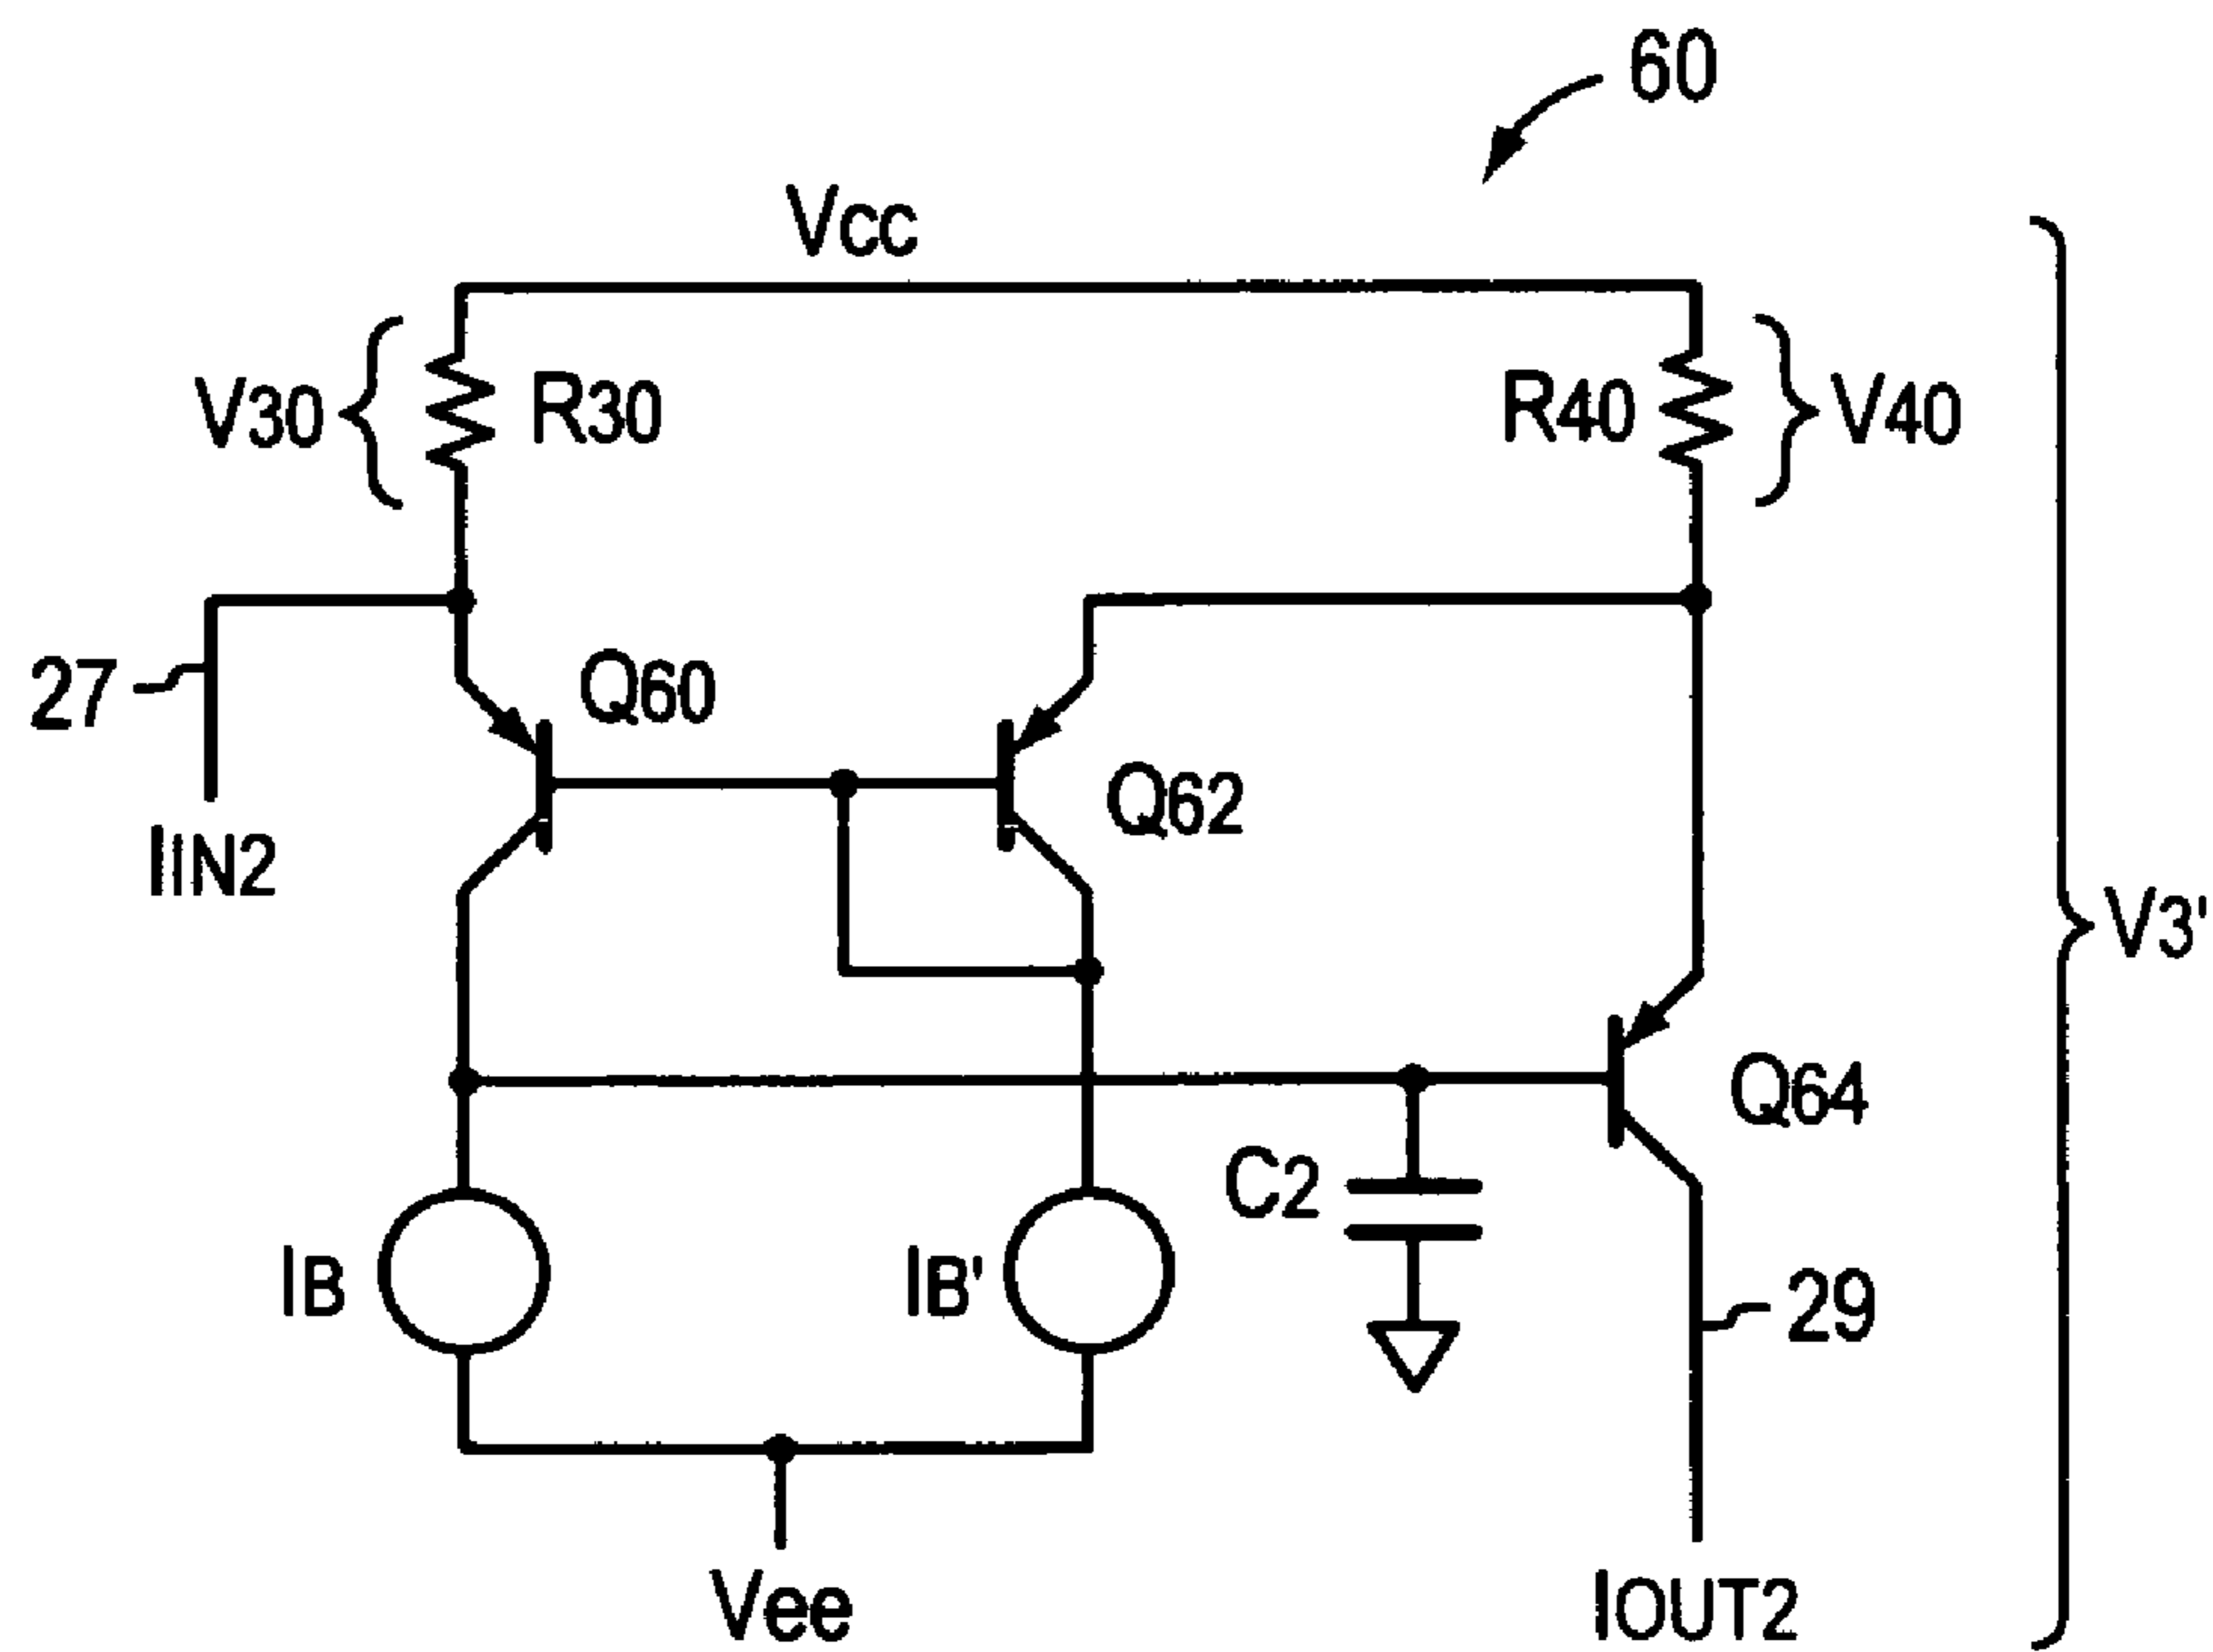 60
Vcc
V30
R30
R40
V40
27
Q60
Q62
IIN2
V3'
Q64
C2
IB
IB'
29
Vee
IOUT2